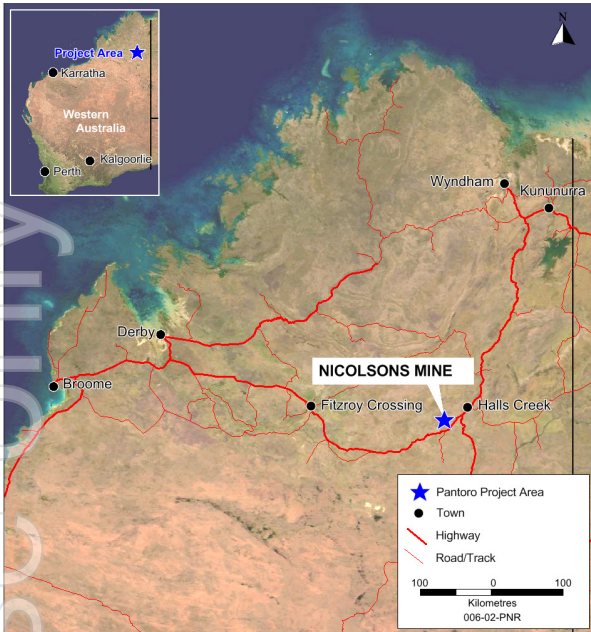 N
Project Area
Karratha
Western
Australia
Kalgoorlie
Perth
Wyndham
Kununurra
Derby
NICOLSONS MINE
Broome
Fitzroy Crossing
Halls Creek
Pantoro Project Area
Town
Highway
Road/Track
100 0 100
Kilometres
006-02-PNR